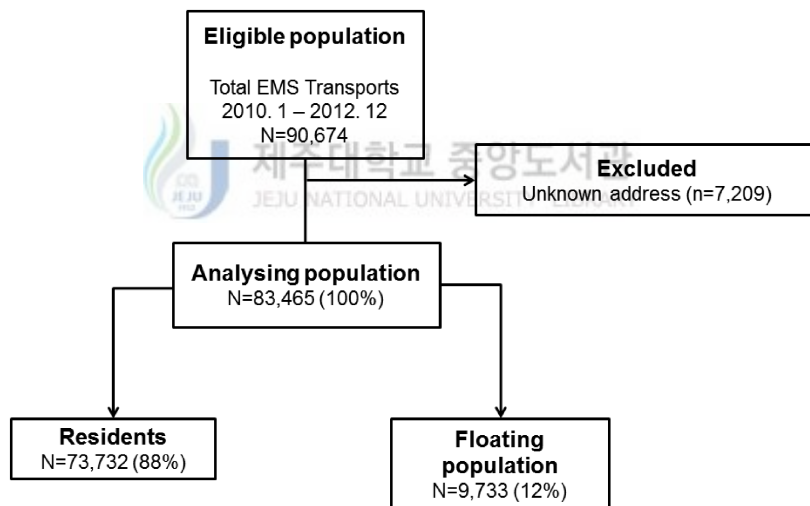 Eligible population
Total EMS Transports
2010. 1 – 2012. 12
N=90,674
제주대학교 중앙도서관
JEJU NATIONAL UNIVERSITY LIBRARY
JEJU
1952
Excluded
Unknown address (n=7,209)
Analysing population
N=83,465 (100%)
Residents
N=73,732 (88%)
Floating
population
N=9,733 (12%)